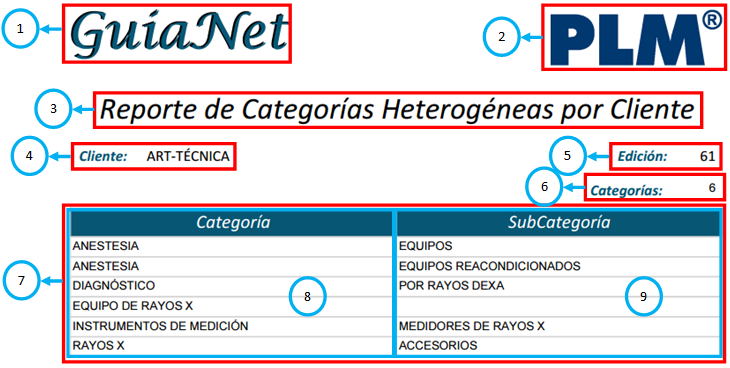 1 GuíaNet 2 PLM®
3 Reporte de Categorías Heterogéneas por Cliente
4 Cliente: ART-TÉCNICA 5 Edición: 61
6 Categorías: 6
7
Categoría SubCategoría
ANESTESIA EQUIPOS
ANESTESIA EQUIPOS REACONDICIONADOS
DIAGNÓSTICO POR RAYOS DEXA
EQUIPO DE RAYOS X 8 9
INSTRUMENTOS DE MEDICIÓN MEDIDORES DE RAYOS X
RAYOS X ACCESORIOS